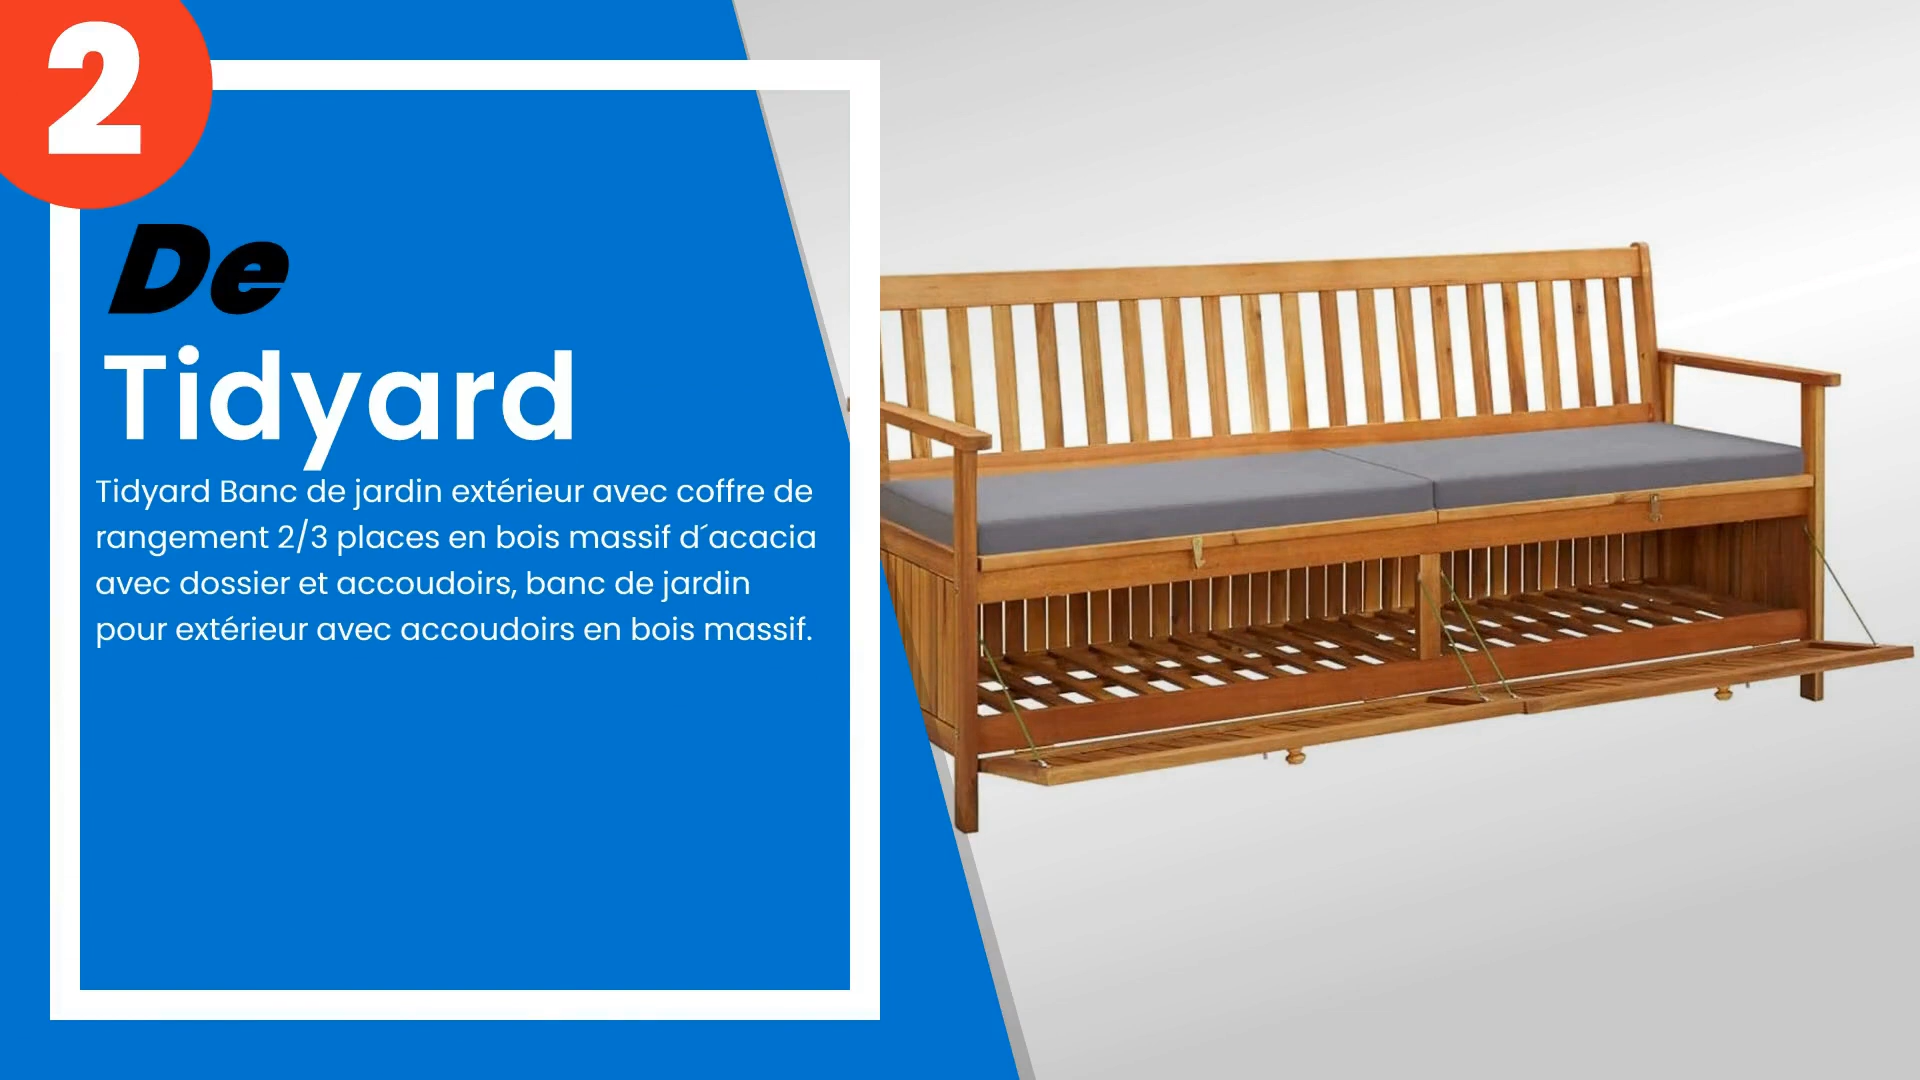 2
De
Tidyard
Tidyard Banc de jardin extérieur avec coffre de
rangement 2/3 places en bois massif d´acacia
avec dossier et accoudoirs, banc de jardin
pour extérieur avec accoudoirs en bois massif.